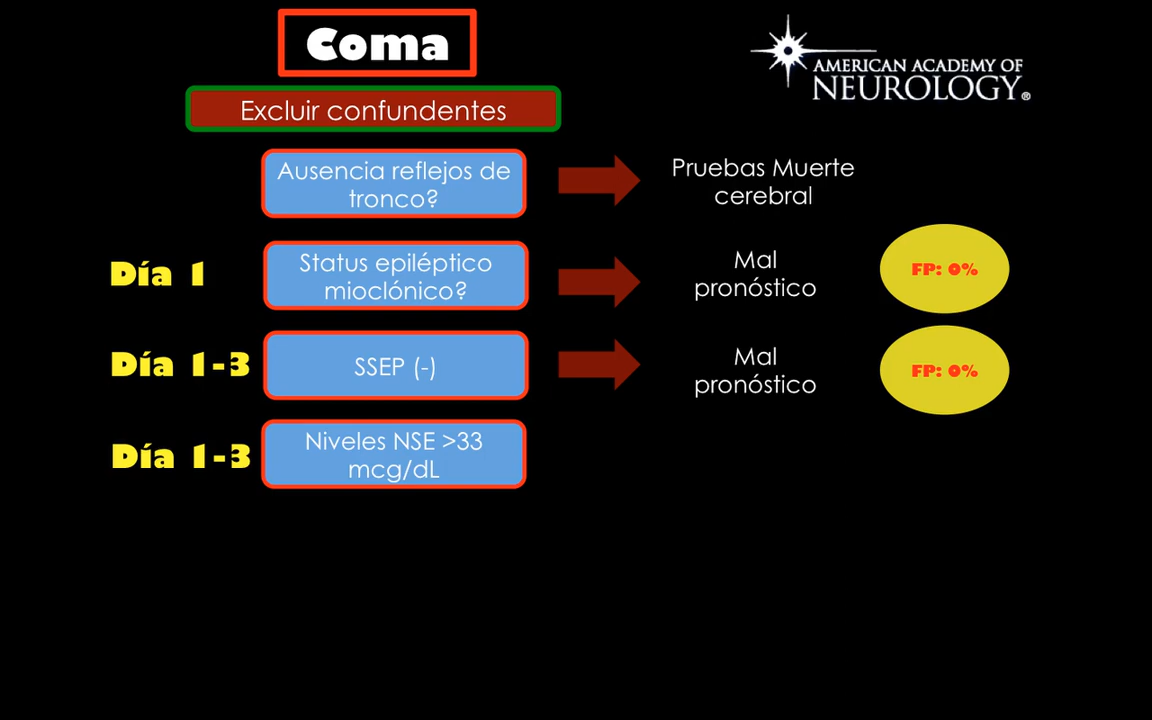 Coma
AMERICAN ACADEMY OF
NEUROLOGY®
Excluir confundentes
Ausencia reflejos de
tronco?
Pruebas Muerte
cerebral
Día 1
Status epiléptico
mioclónico?
Mal
pronóstico
FP: 0%
Día 1-3
SSEP (-)
Mal
pronóstico
FP: 0%
Día 1-3
Niveles NSE >33
mcg/dL